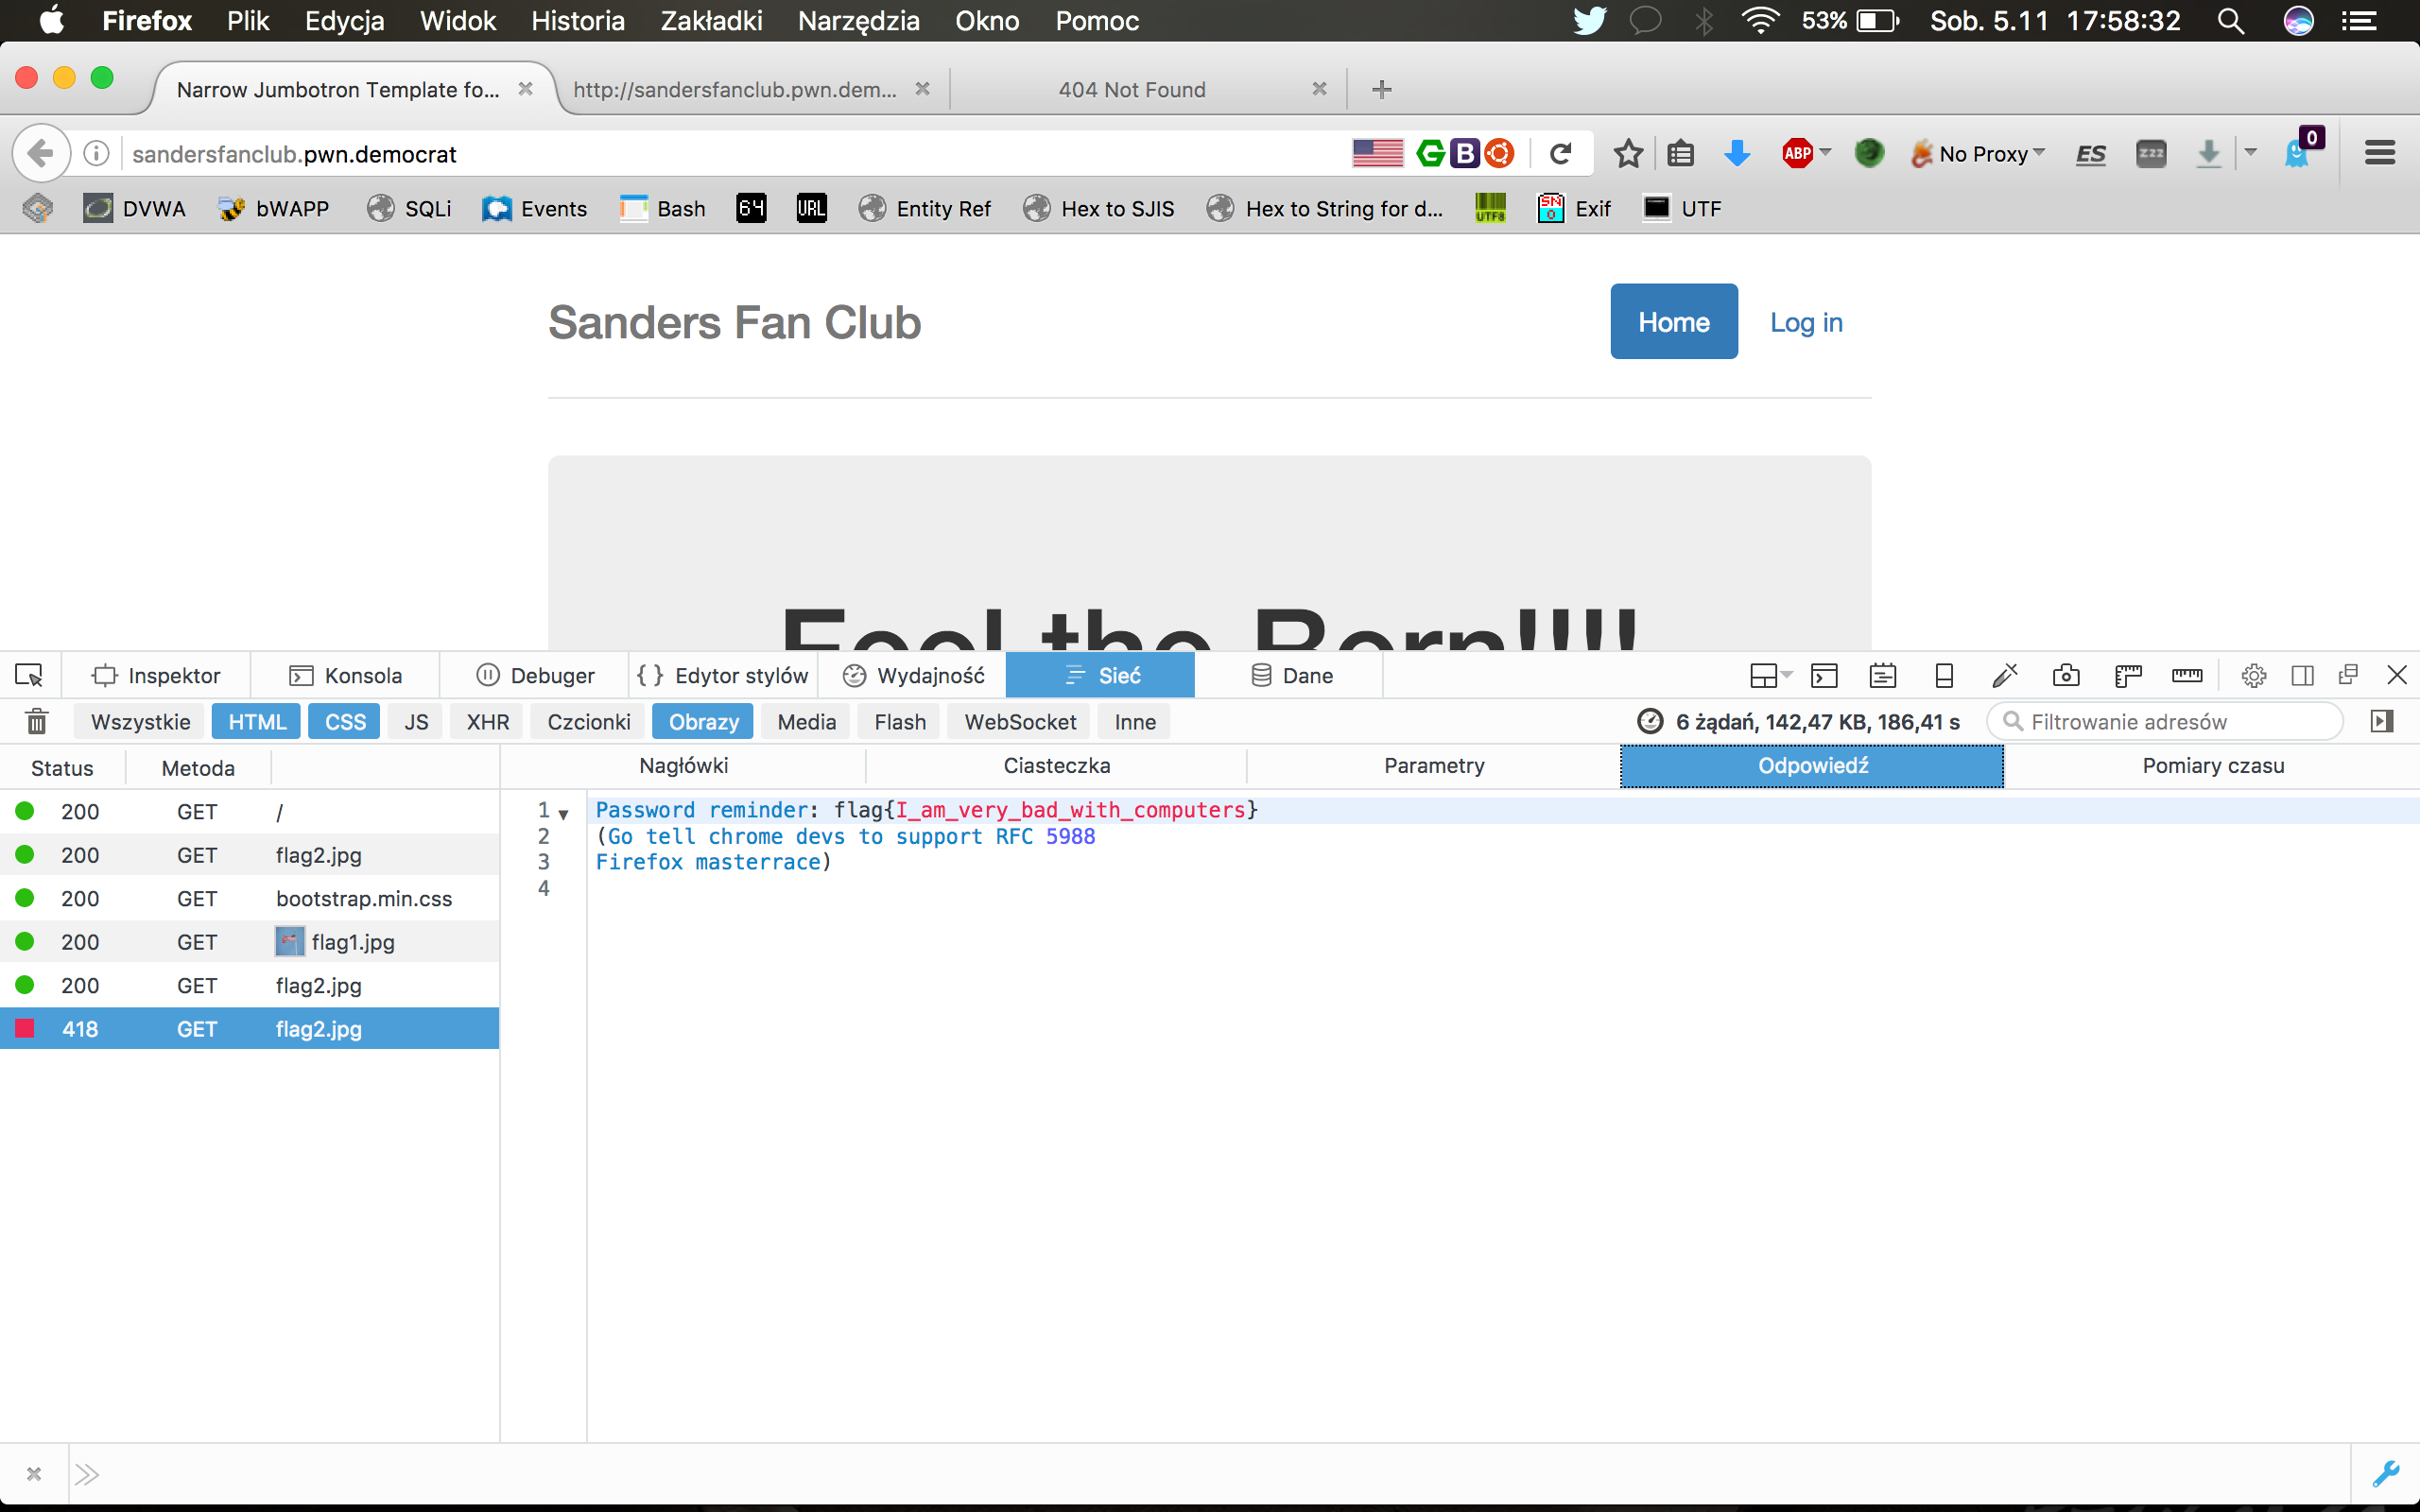 Firefox Plik Edycja Widok Historia Zakładki Narzędzia Okno Pomoc 53% Sob. 5.11 17:58:32
Narrow Jumbotron Template fo... http://sandersfanclub.pwn.dem... 404 Not Found
sandersfanclub.pwn.democrat G B ABP No Proxy ES zzz 0
DVWA bWAPP SQLi Events Bash 64 URL Entity Ref Hex to SJIS Hex to String for d... UTF8 SN 0 Exif UTF
Sanders Fan Club Home Log in
Feel the Bern!!!!
Inspektor Konsola Debuger { } Edytor stylów Wydajność Sieć Dane
Wszystkie HTML CSS JS XHR Czcionki Obrazy Media Flash WebSocket Inne 6 żądań, 142,47 KB, 186,41 s Filtrowanie adresów
Status Metoda Nagłówki Ciasteczka Parametry Odpowiedź Pomiary czasu
200 GET /
200 GET flag2.jpg
200 GET bootstrap.min.css
200 GET flag1.jpg
200 GET flag2.jpg
418 GET flag2.jpg
1 Password reminder: flag{I_am_very_bad_with_computers}
2 (Go tell chrome devs to support RFC 5988
3 Firefox masterrace)
4